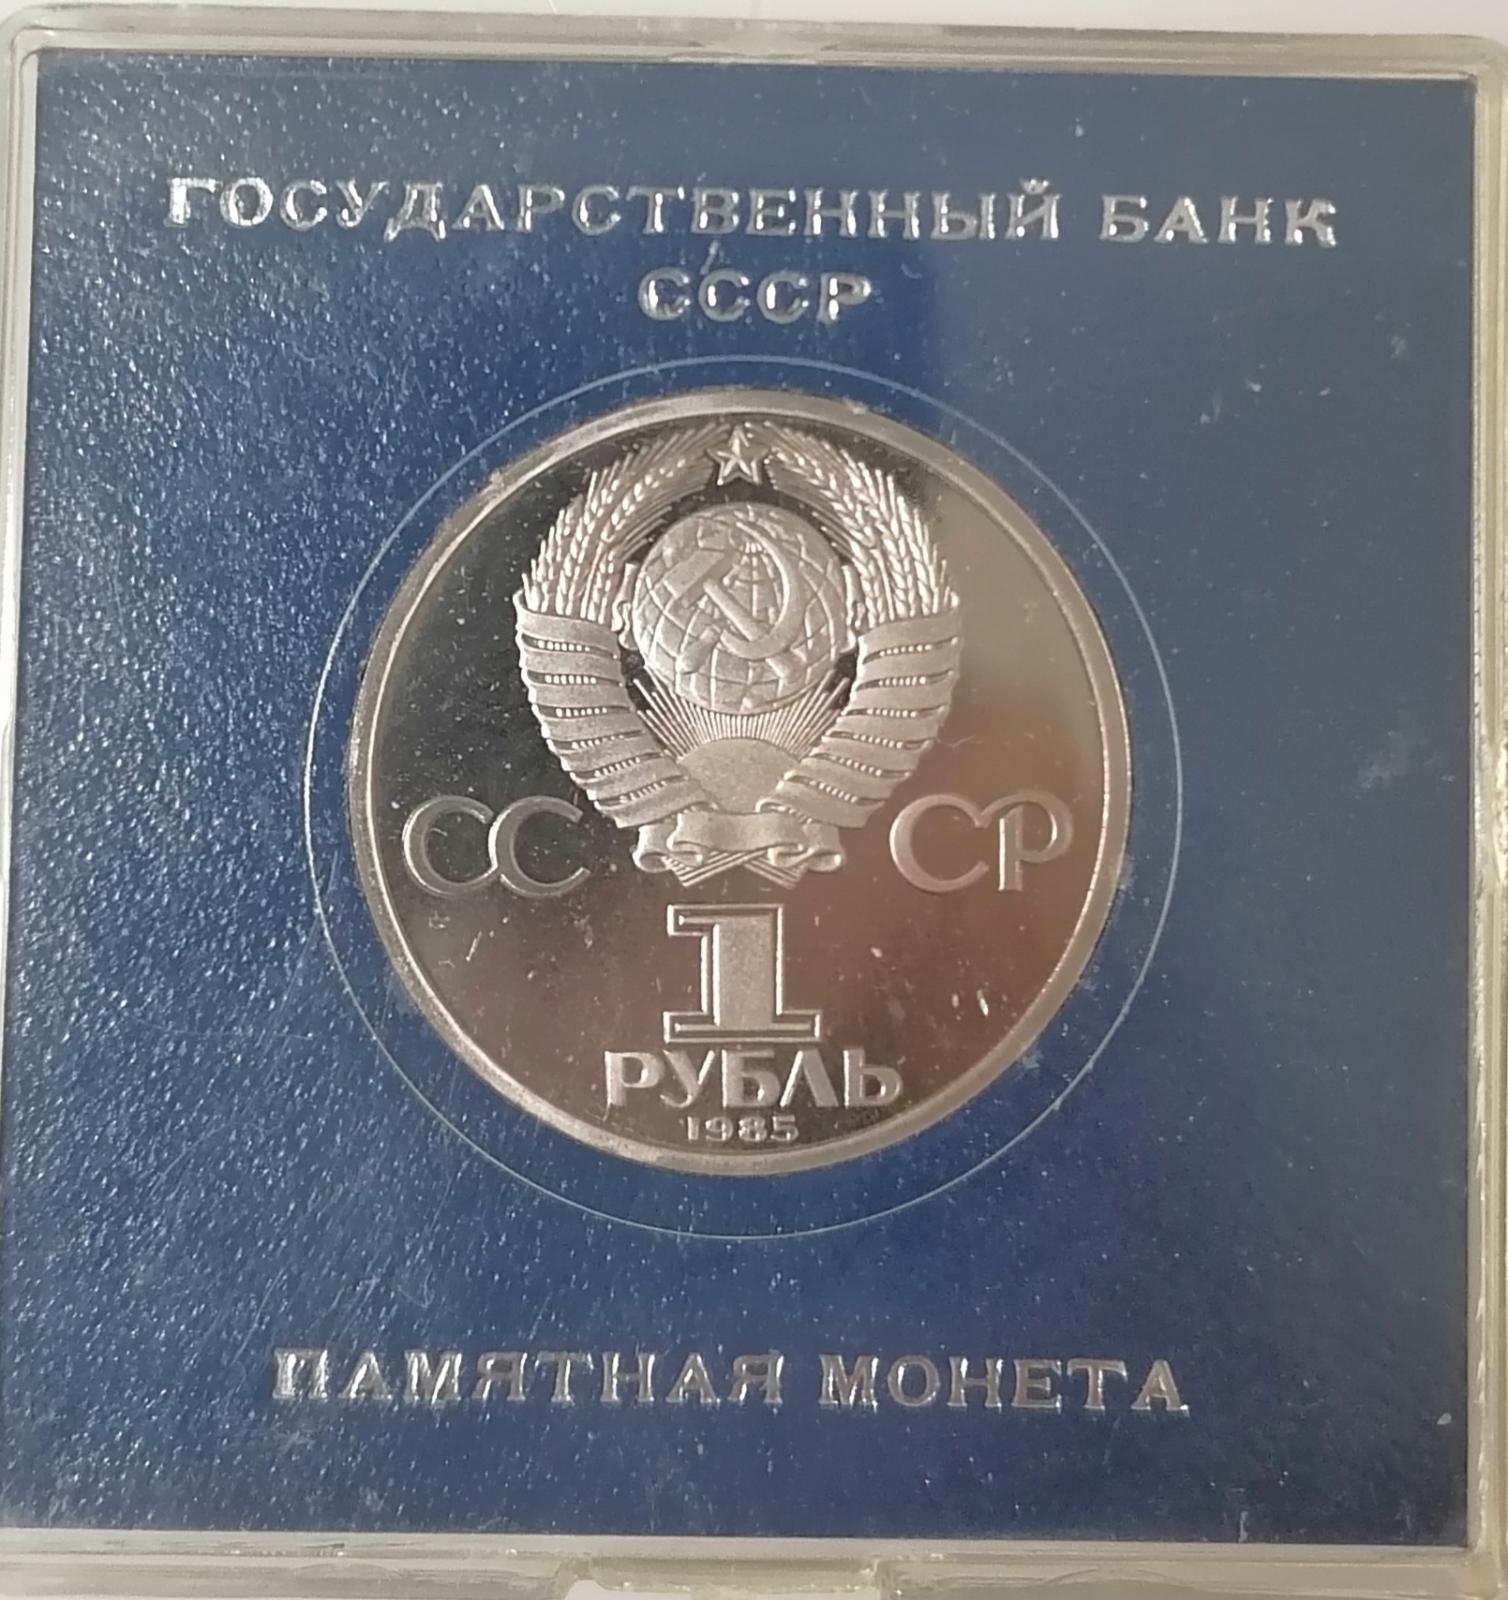 ГОСУДАРСТВЕННЫЙ БАНК
СССР
СС СР
1
РУБЛЬ
1985
ПАМЯТНАЯ МОНЕТА